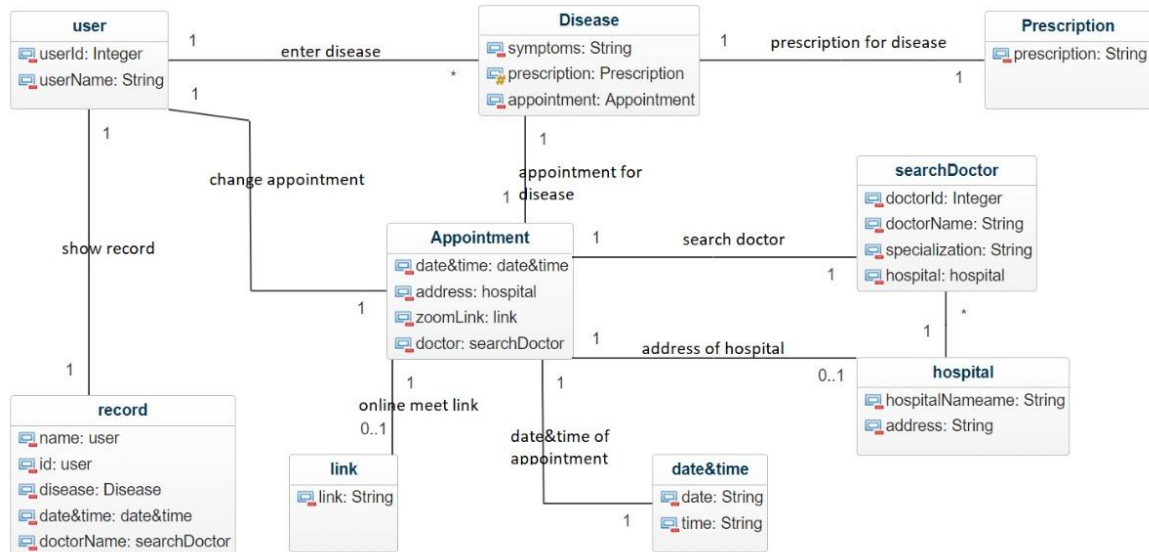 user
userId: Integer
userName: String
1
enter disease
*
1
Disease
symptoms: String
prescription: Prescription
appointment: Appointment
1
prescription for disease
1
Prescription
prescription: String
1
change appointment
1
1
show record
1
1
appointment for
disease
1
searchDoctor
doctorId: Integer
doctorName: String
specialization: String
hospital: hospital
Appointment
date&time: date&time
address: hospital
zoomLink: link
doctor: searchDoctor
1
search doctor
1
*
1
1
address of hospital
0..1
hospital
hospitalNameame: String
address: String
record
name: user
id: user
disease: Disease
date&time: date&time
doctorName: searchDoctor
1
online meet link
0..1
link
link: String
1
date&time of
appointment
1
date&time
date: String
time: String